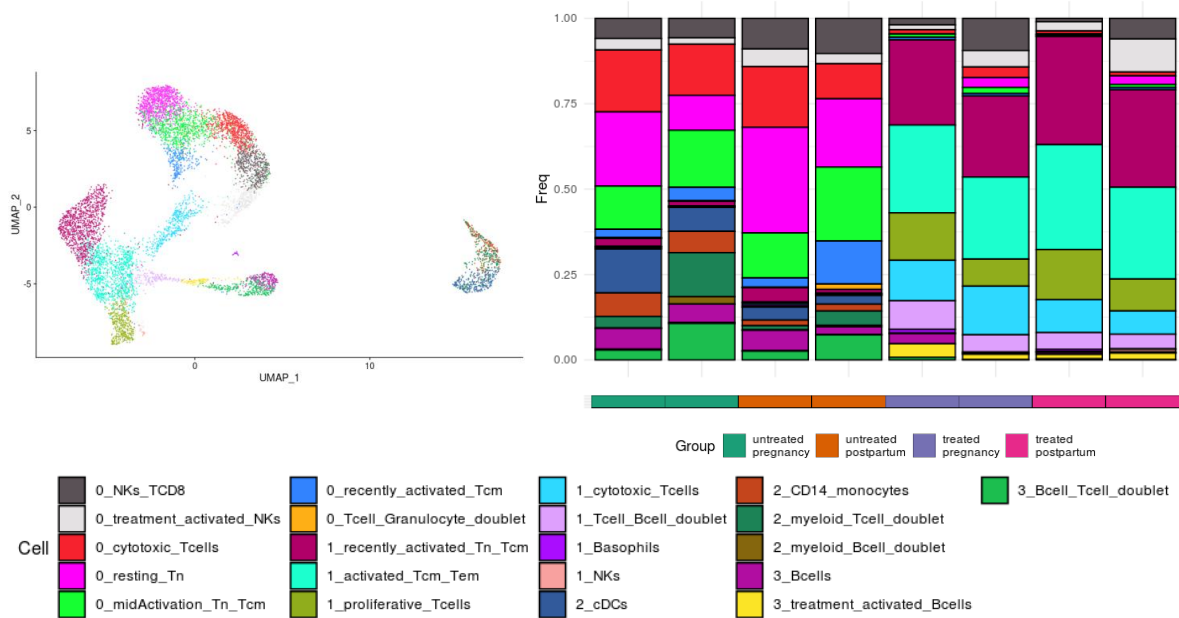 1.00
0.75
0.50
0.25
0.00
Freq
5
0
-5
UMAP_2
0
10
UMAP_1
Group
untreated pregnancy
untreated postpartum
treated pregnancy
treated postpartum
Cell
0_NKs_TCD8
0_treatment_activated_NKs
0_cytotoxic_Tcells
0_resting_Tn
0_midActivation_Tn_Tcm
0_recently_activated_Tcm
0_Tcell_Granulocyte_doublet
1_recently_activated_Tn_Tcm
1_activated_Tcm_Tem
1_proliferative_Tcells
1_cytotoxic_Tcells
1_Tcell_Bcell_doublet
1_Basophils
1_NKs
2_cDCs
2_CD14_monocytes
2_myeloid_Tcell_doublet
2_myeloid_Bcell_doublet
3_Bcells
3_treatment_activated_Bcells
3_Bcell_Tcell_doublet